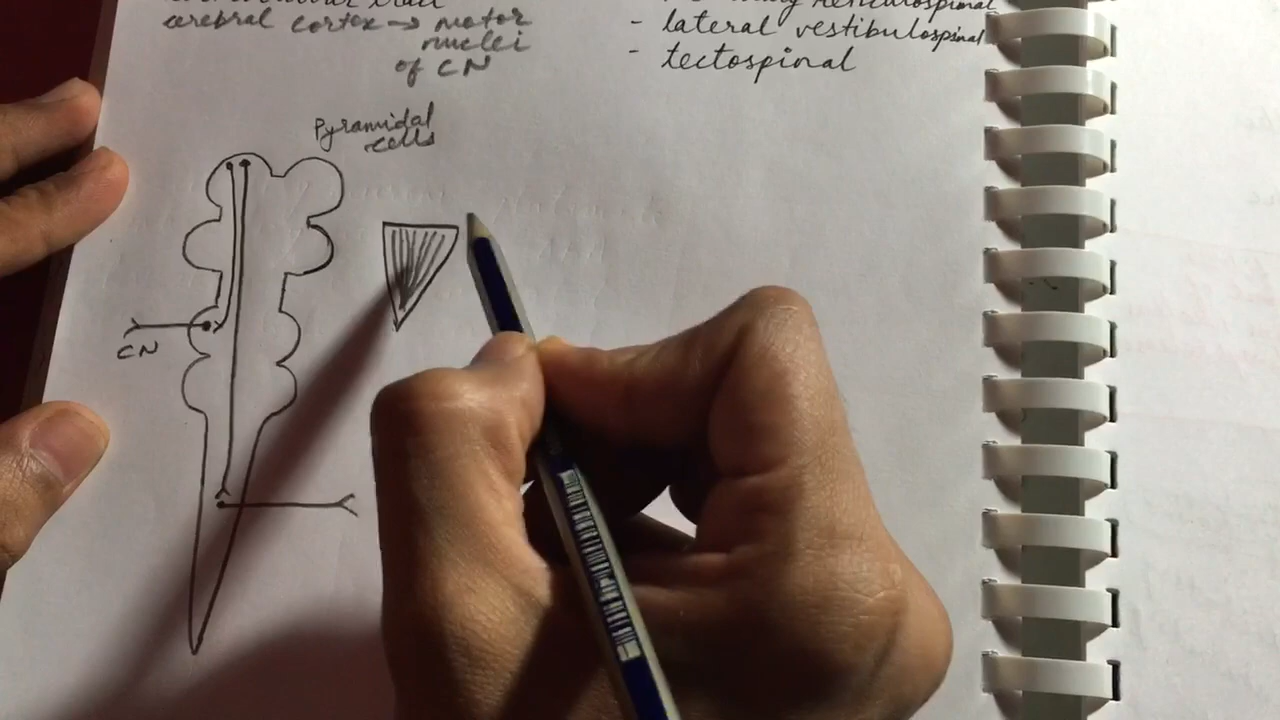 cerebral cortex → motor
nuclei
of CN
- lateral vestibulospinal
- tectospinal
Pyramidal
cells
CN